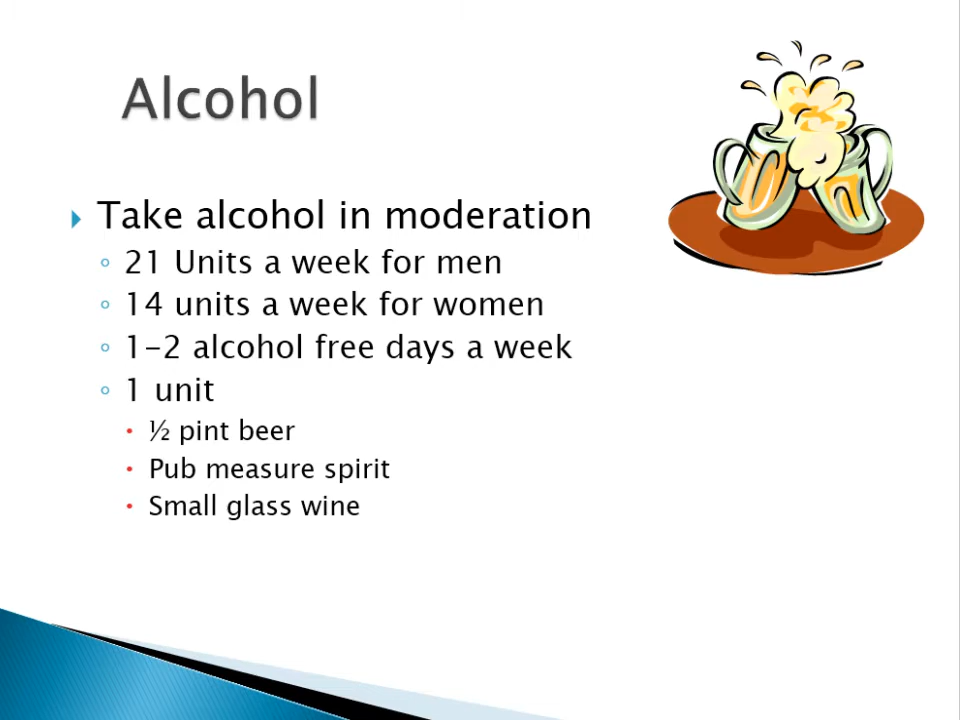 Alcohol
Take alcohol in moderation
21 Units a week for men
14 units a week for women
1-2 alcohol free days a week
1 unit
½ pint beer
Pub measure spirit
Small glass wine